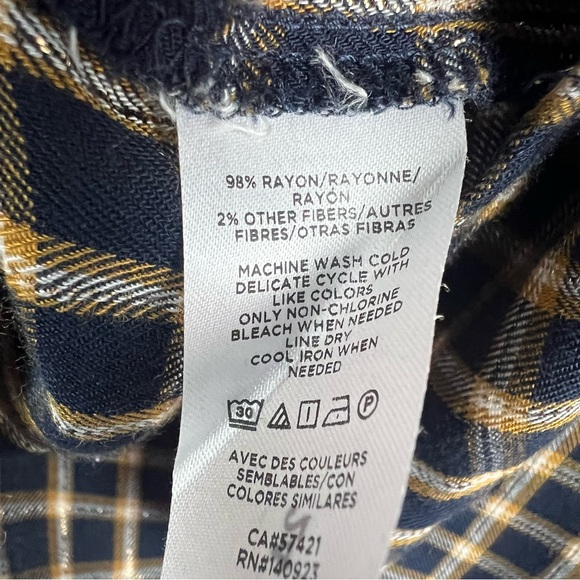 98% RAYON/RAYONNE/
RAYÓN
2% OTHER FIBERS/AUTRES
FIBRES/OTRAS FIBRAS
MACHINE WASH COLD
DELICATE CYCLE WITH
LIKE COLORS
ONLY NON-CHLORINE
BLEACH WHEN NEEDED
LINE DRY
COOL IRON WHEN
NEEDED
30 P
AVEC DES COULEURS
SEMBLABLES/CON
COLORES SIMILARES
CA#57421
RN#140923